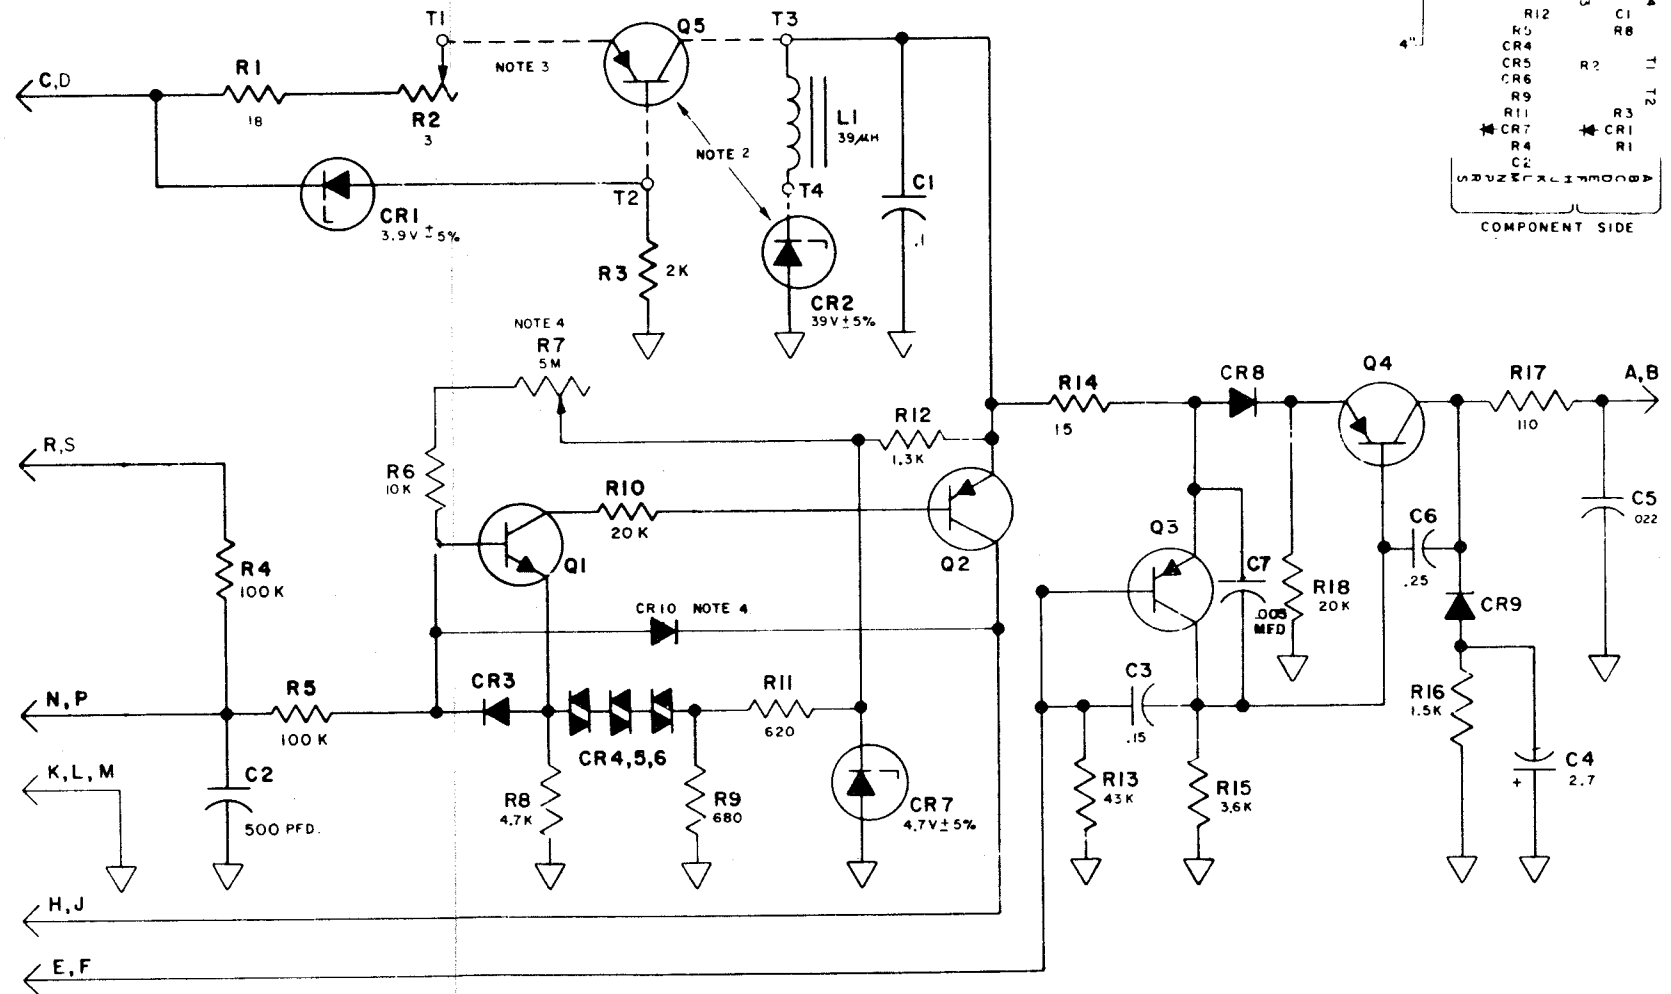 T1
Q5
T3
NOTE 3
C,D
R1
18
R2
3
L1
39μH
NOTE 2
T2
T4
C1
.1
CR1
3.9V ±5%
R3
2K
CR2
39V ±5%
NOTE 4
R7
5M
R12
1.3K
R14
15
CR8
Q4
R17
110
A,B
R,S
R6
10K
R10
20 K
Q1
Q2
Q3
C7
.005
MFD
R18
20K
C6
.25
C5
022
CR9
R4
100K
CR10 NOTE 4
N,P
R5
100 K
CR3
CR4,5,6
R11
620
C3
.15
R16
1.5K
C4
2.7
+
K,L,M
C2
500 PFD.
R8
4.7K
R9
680
CR7
4.7V±5%
R13
43K
R15
3.6K
H,J
E,F
4"
R12
C1
R5
R8
CR4
CR5
R2
CR6
T1
T2
R9
R11
R3
CR7
CR1
R4
R1
C2
S R P N M L K J H F E D C B A
COMPONENT SIDE